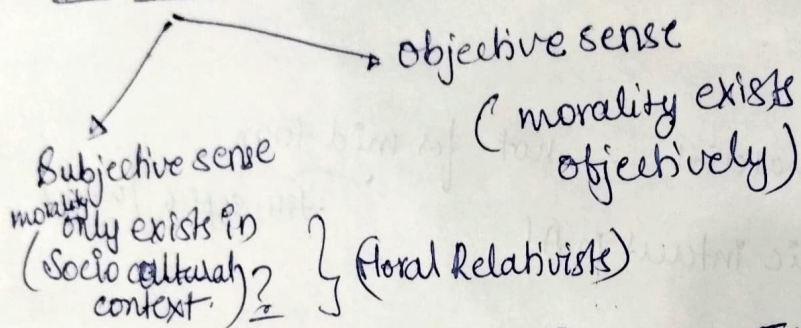 Objective sense
(morality exists
objectively)
Subjective sense
(morality only exists in
Socio cultural
context.)?
(Moral Relativists)